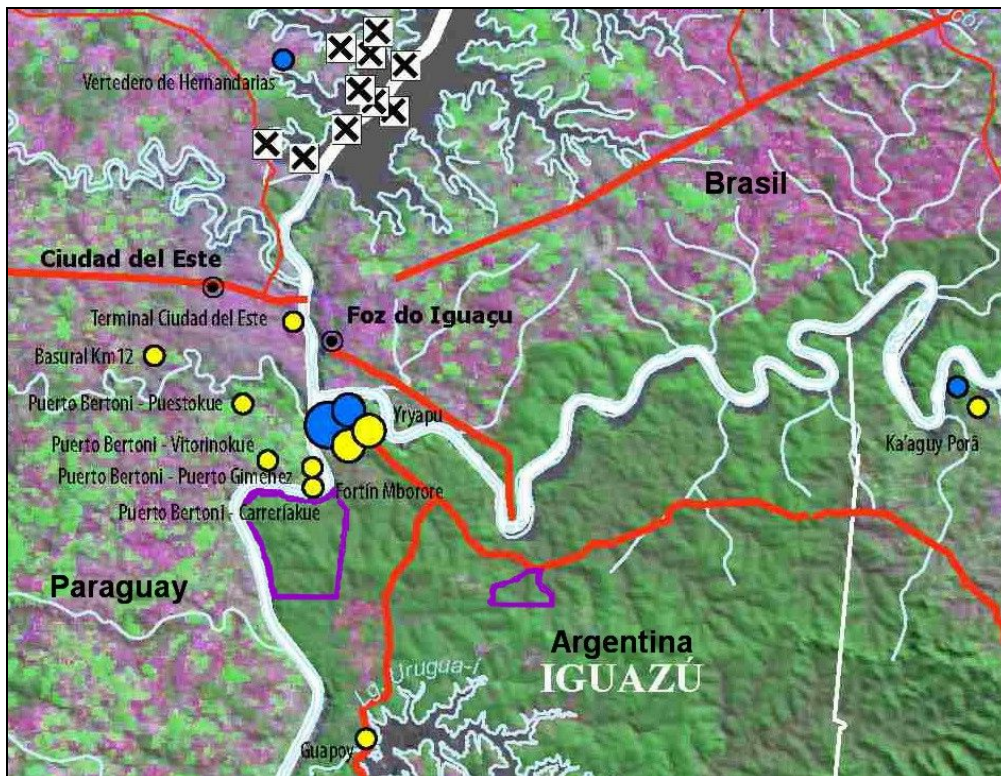 Vertedero de Hernandarias
Brasil
Ciudad del Este
Terminal Ciudad del Este
Foz do Iguaçu
Basural Km12
Puerto Bertoni - Puestokue
Yryapu
Puerto Bertoni - Vitorinokue
Ka'aguy Porã
Puerto Bertoni - Puerto Gimenez
Fortín Mborore
Puerto Bertoni - Carreríakue
Paraguay
Argentina
IGUAZÚ
Lg. Urugua-í
Guapoy